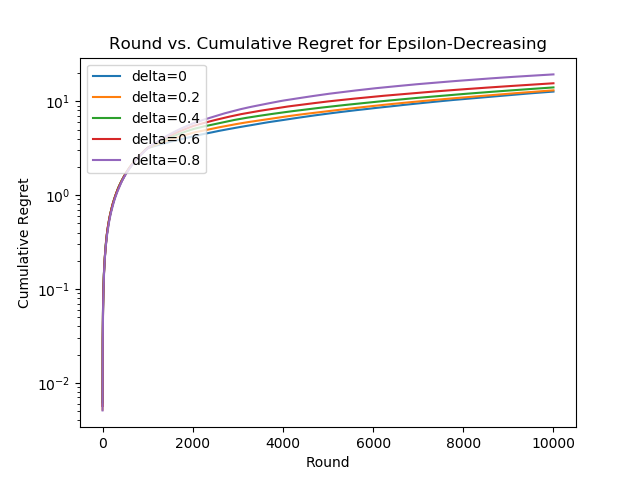 Round vs. Cumulative Regret for Epsilon-Decreasing
delta=0
delta=0.2
delta=0.4
delta=0.6
delta=0.8
10¹
10⁰
10⁻¹
10⁻²
Cumulative Regret
0 2000 4000 6000 8000 10000
Round